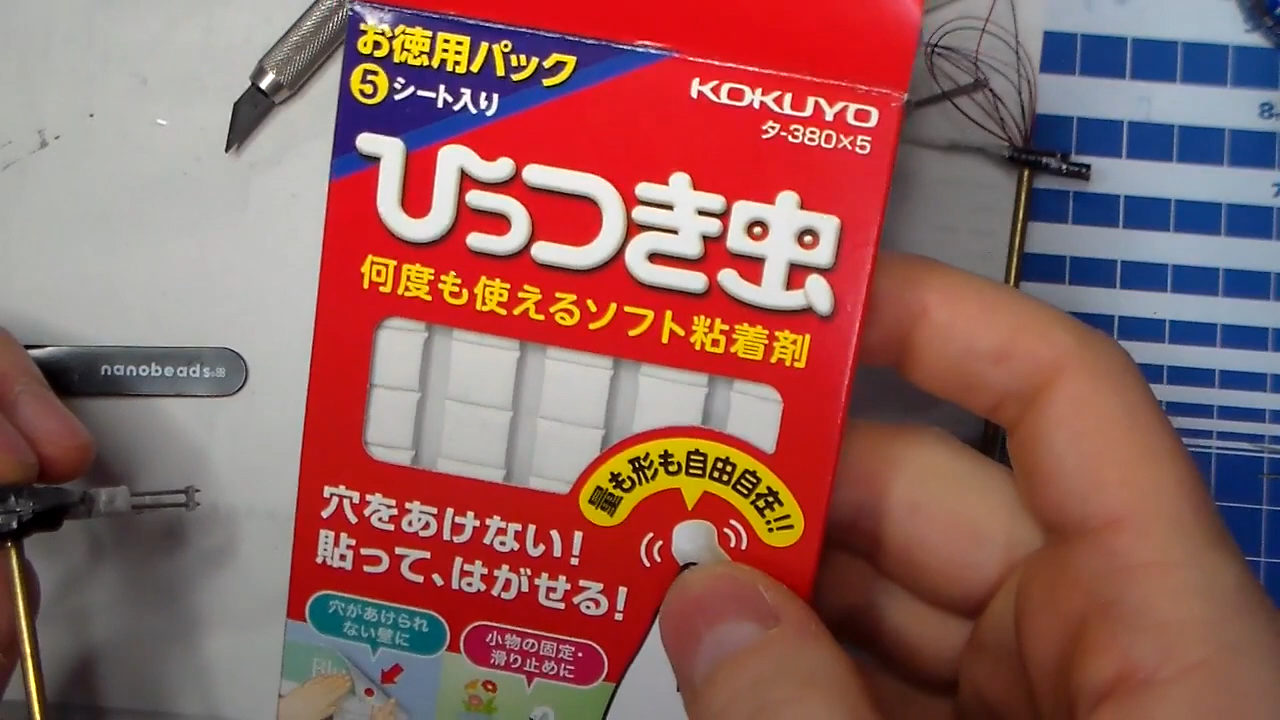 お徳用パック
5シート入り
KOKUYO
タ-380×5
ひっつき虫
何度も使えるソフト粘着剤
nanobeads
量も形も自由自在!!
穴をあけない!
貼って、はがせる!
穴があけられ
ない壁に
小物の固定・
滑り止めに